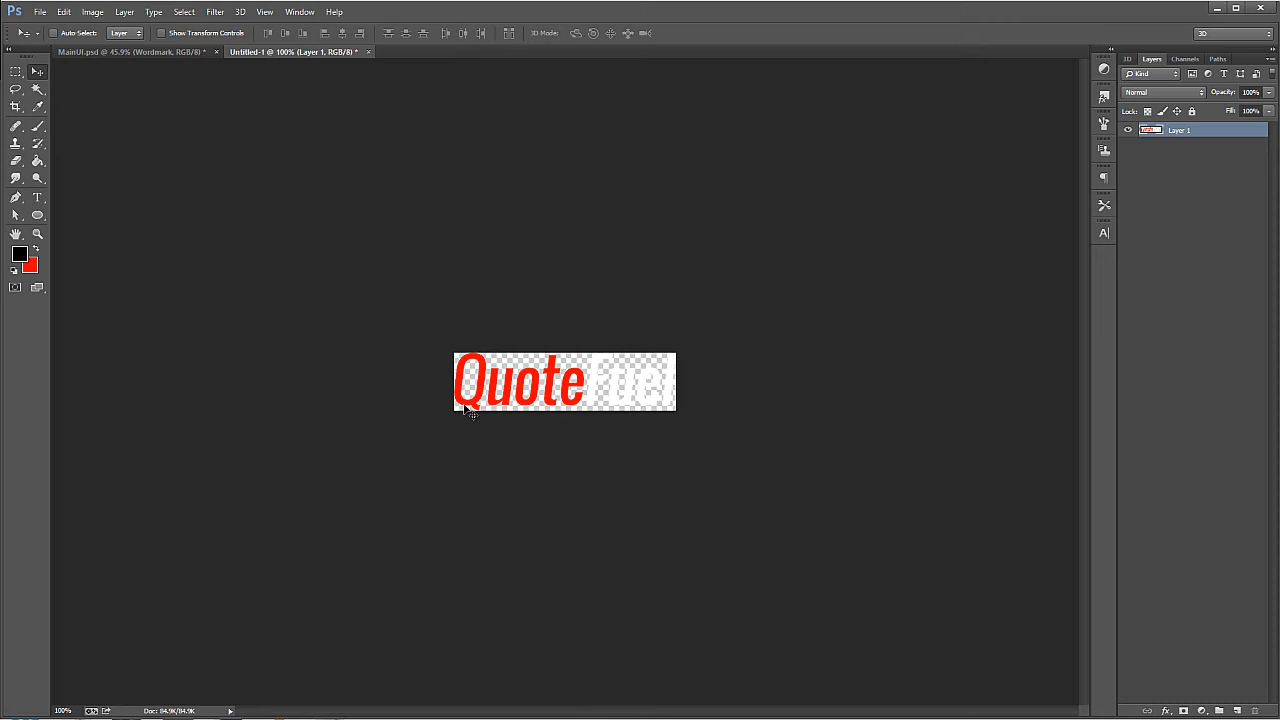 Ps File Edit Image Layer Type Select Filter 3D View Window Help
Auto-Select: Layer Show Transform Controls 3D Mode: 3D
MainUI.psd @ 45.9% (Wordmark, RGB/8) * × Untitled-1 @ 100% (Layer 1, RGB/8) * ×
3D Layers Channels Paths
Kind
Normal Opacity: 100%
Lock: Fill: 100%
Layer 1
QuoteFuel
100% Doc: 84.9K/84.9K